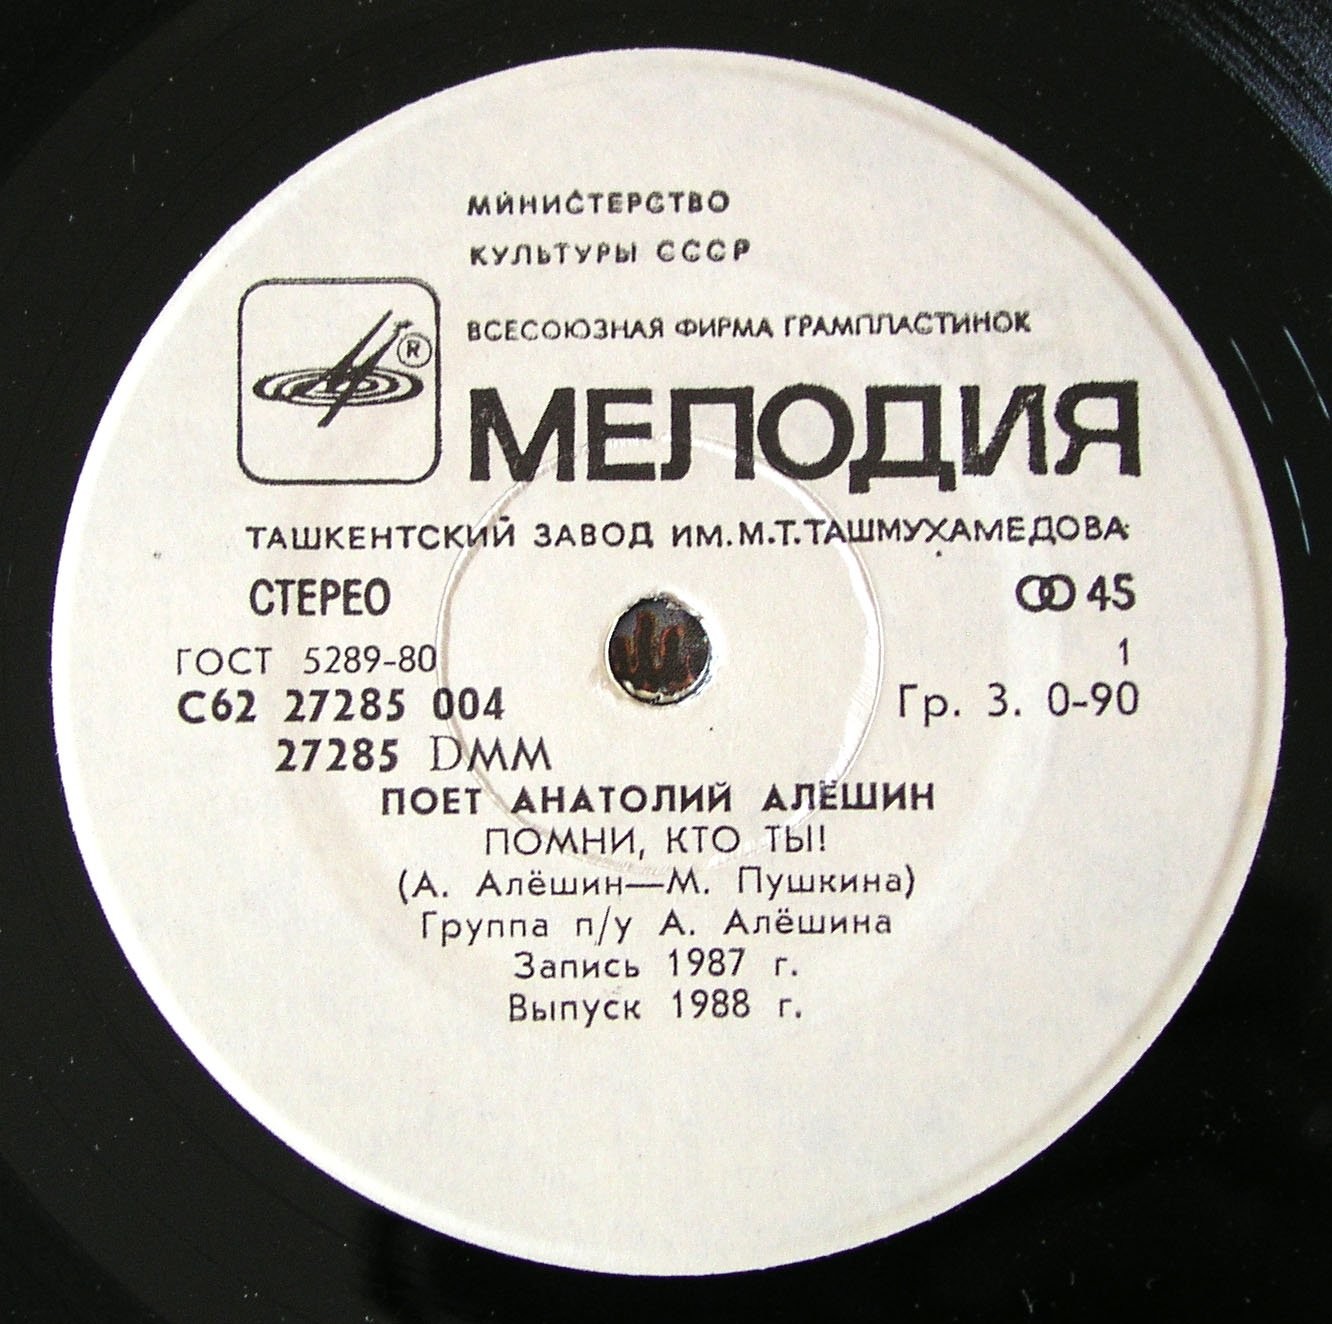 МИНИСТЕРСТВО
КУЛЬТУРЫ СССР
ВСЕСОЮЗНАЯ ФИРМА ГРАМПЛАСТИНОК
®
МЕЛОДИЯ
ТАШКЕНТСКИЙ ЗАВОД ИМ. М.Т. ТАШМУХАМЕДОВА
СТЕРЕО 45
ГОСТ 5289-80 1
С62 27285 004 Гр. 3. 0-90
27285 DMM
ПОЕТ АНАТОЛИЙ АЛЁШИН
ПОМНИ, КТО ТЫ!
(А. Алёшин—М. Пушкина)
Группа п/у А. Алёшина
Запись 1987 г.
Выпуск 1988 г.